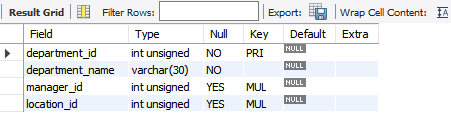 Result Grid Filter Rows: Export: Wrap Cell Content: IA
Field Type Null Key Default Extra
department_id int unsigned NO PRI NULL
department_name varchar(30) NO NULL
manager_id int unsigned YES MUL NULL
location_id int unsigned YES MUL NULL